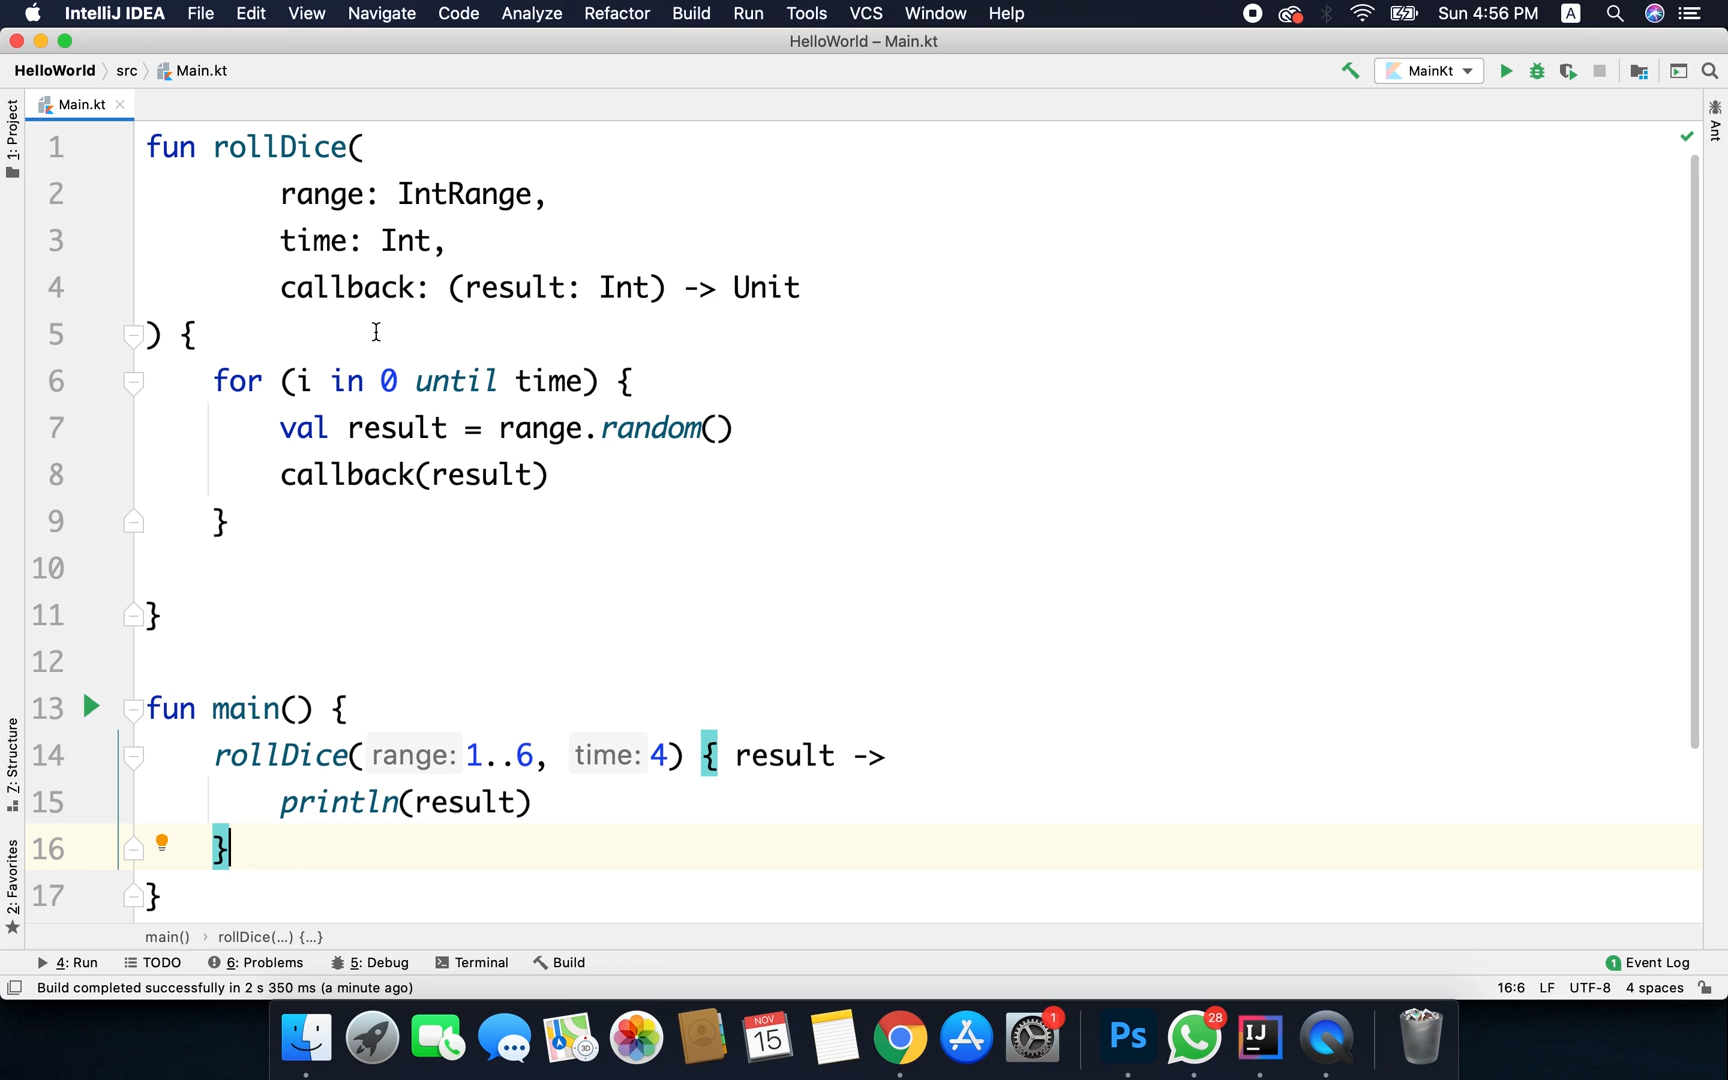 IntelliJ IDEA File Edit View Navigate Code Analyze Refactor Build Run Tools VCS Window Help Sun 4:56 PM A
HelloWorld – Main.kt
HelloWorld src Main.kt MainKt
Main.kt
1: Project
Ant
1 fun rollDice(
2 range: IntRange,
3 time: Int,
4 callback: (result: Int) -> Unit
5 ) {
6 for (i in 0 until time) {
7 val result = range.random()
8 callback(result)
9 }
10
11 }
12
13 fun main() {
14 rollDice( range: 1..6, time: 4) { result ->
15 println(result)
16 }
17 }
7: Structure
2: Favorites
main() › rollDice(...) {...}
4: Run TODO 6: Problems 5: Debug Terminal Build 1 Event Log
Build completed successfully in 2 s 350 ms (a minute ago) 16:6 LF UTF-8 4 spaces
3D
NOV
15
1
Ps
28
IJ